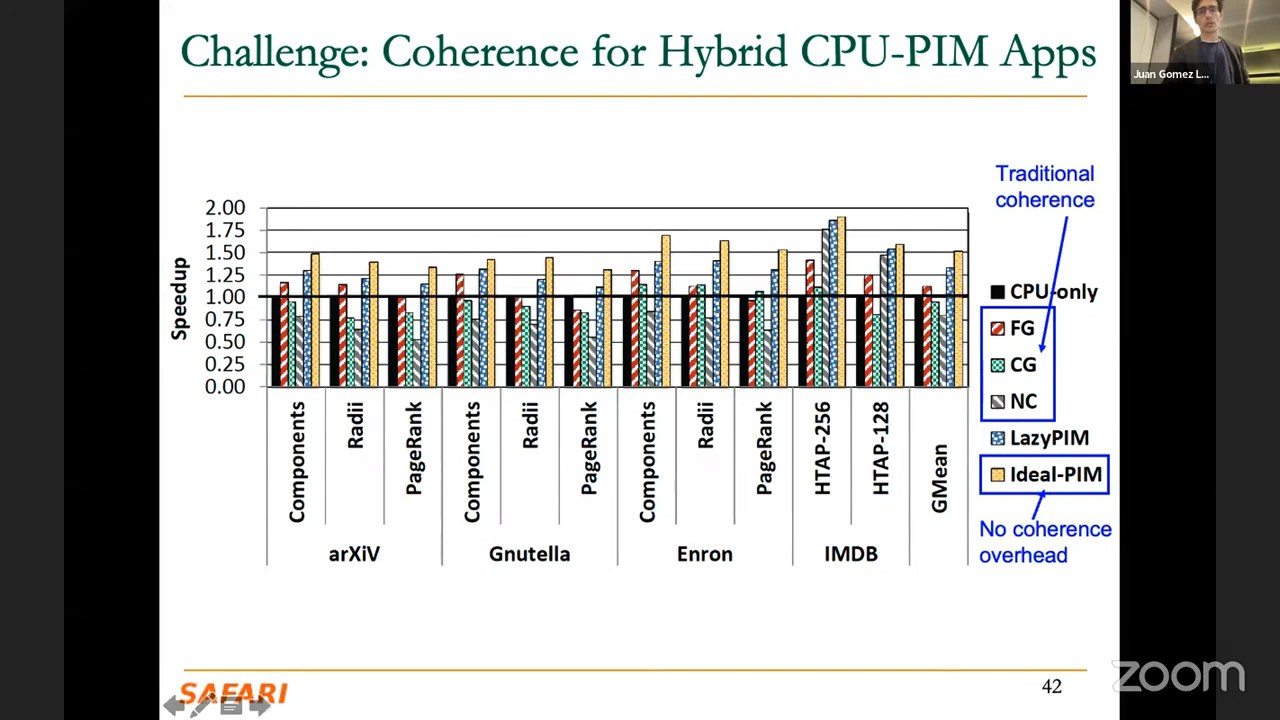 Challenge: Coherence for Hybrid CPU-PIM Apps
Juan Gomez L...
Traditional
coherence
2.00
1.75
1.50
1.25
1.00
0.75
0.50
0.25
0.00
Speedup
CPU-only
FG
CG
NC
LazyPIM
Ideal-PIM
No coherence
overhead
Components
Radii
PageRank
Components
Radii
PageRank
Components
Radii
PageRank
HTAP-256
HTAP-128
GMean
arXiV
Gnutella
Enron
IMDB
SAFARI
42
zoom